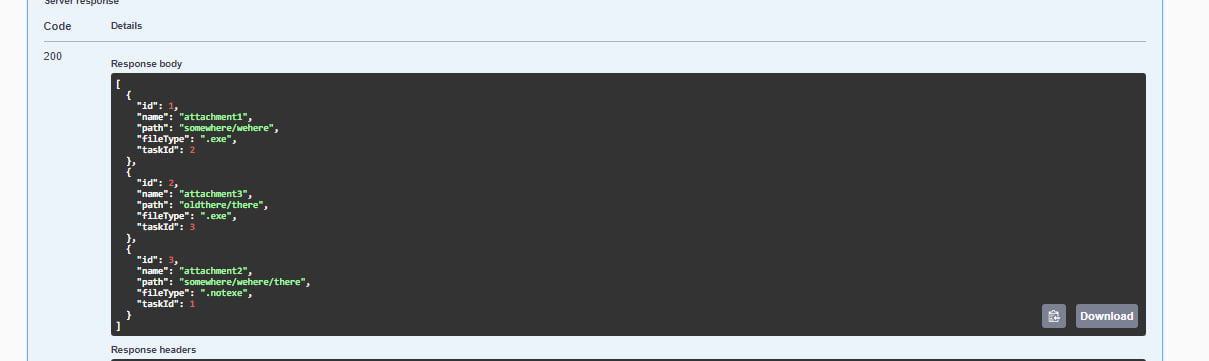 Server response
Code Details
200
Response body
[
  {
    "id": 1,
    "name": "attachment1",
    "path": "somewhere/wehere",
    "fileType": ".exe",
    "taskId": 2
  },
  {
    "id": 2,
    "name": "attachment3",
    "path": "oldthere/there",
    "fileType": ".exe",
    "taskId": 3
  },
  {
    "id": 3,
    "name": "attachment2",
    "path": "somewhere/wehere/there",
    "fileType": ".notexe",
    "taskId": 1
  }
]
Download
Response headers